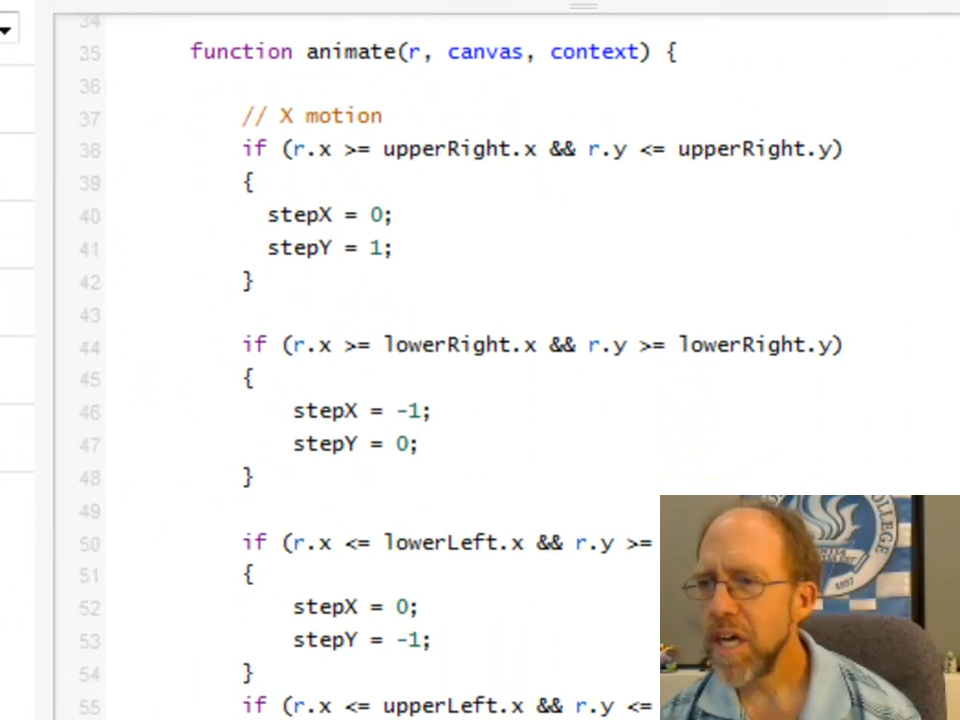 34
35 function animate(r, canvas, context) {
36
37 // X motion
38 if (r.x >= upperRight.x && r.y <= upperRight.y)
39 {
40 stepX = 0;
41 stepY = 1;
42 }
43
44 if (r.x >= lowerRight.x && r.y >= lowerRight.y)
45 {
46 stepX = -1;
47 stepY = 0;
48 }
49
50 if (r.x <= lowerLeft.x && r.y >=
51 {
52 stepX = 0;
53 stepY = -1;
54 }
55 if (r.x <= upperLeft.x && r.y <=
COLLEGE
1897